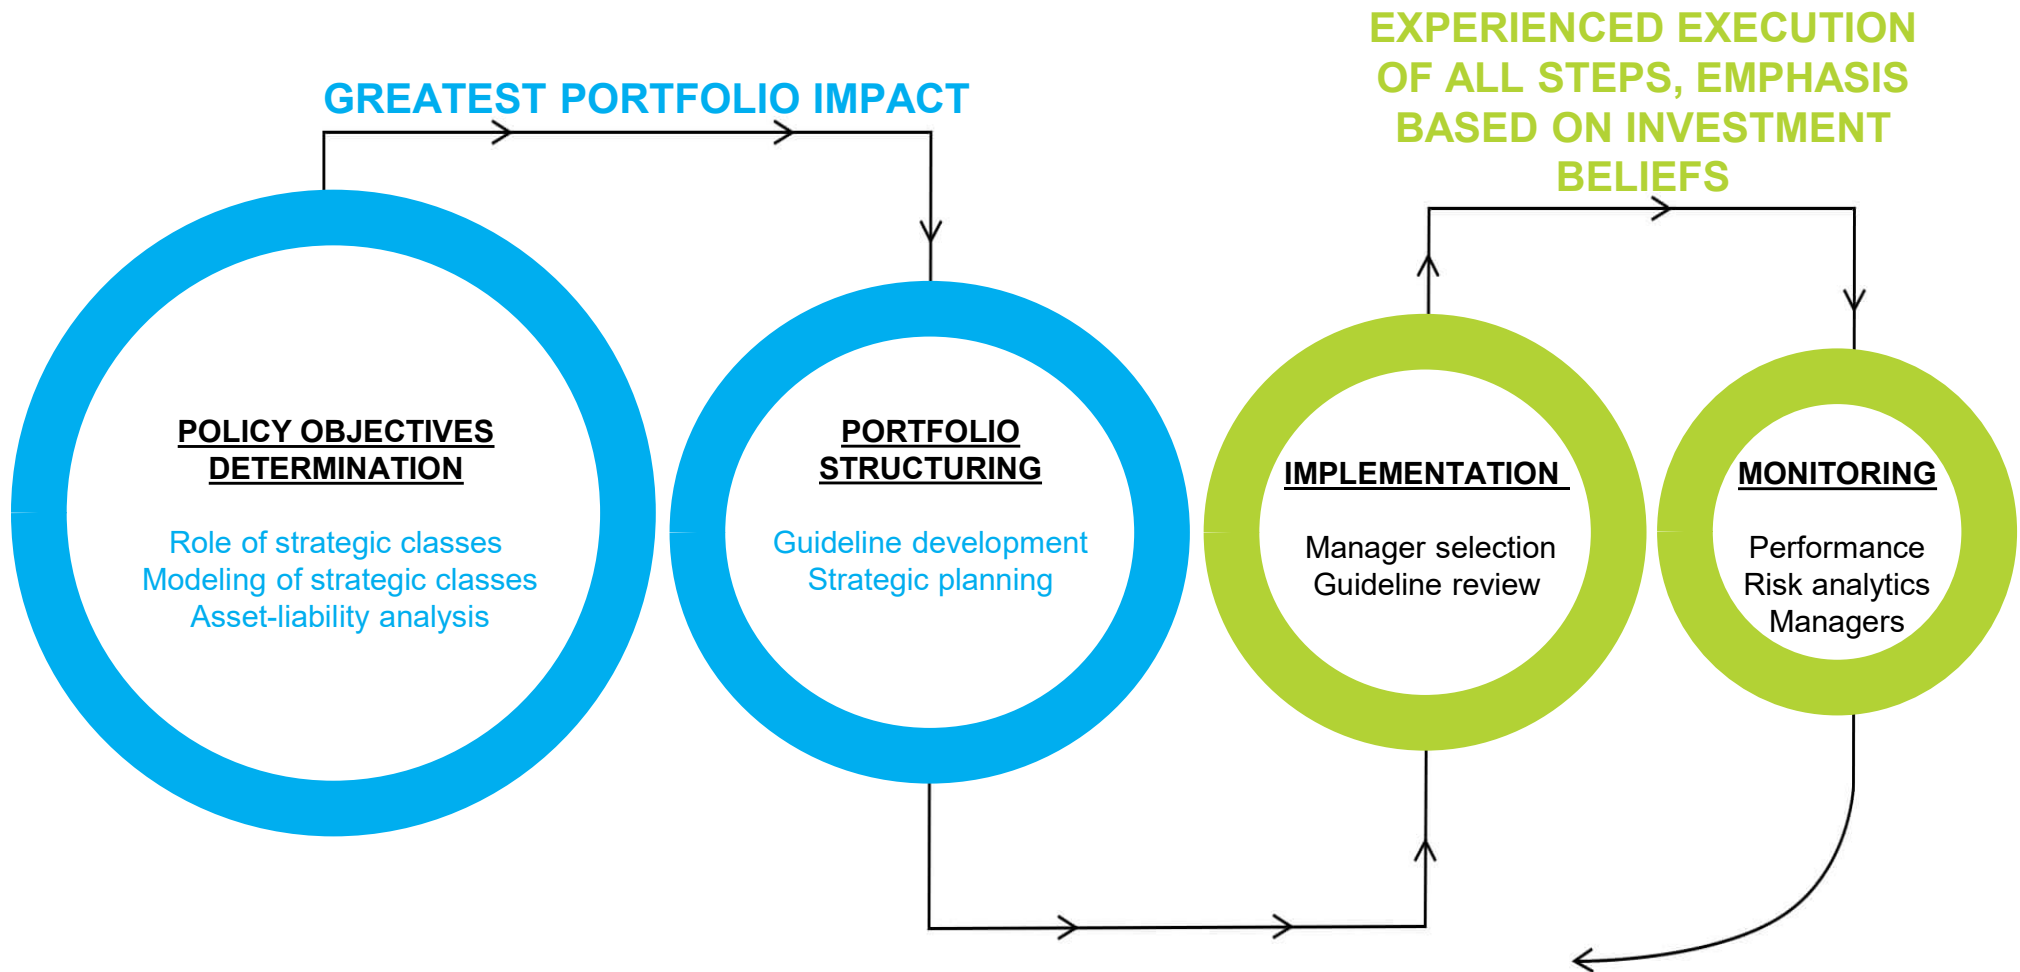 GREATEST PORTFOLIO IMPACT
EXPERIENCED EXECUTION
OF ALL STEPS, EMPHASIS
BASED ON INVESTMENT
BELIEFS
POLICY OBJECTIVES
DETERMINATION
Role of strategic classes
Modeling of strategic classes
Asset-liability analysis
PORTFOLIO
STRUCTURING
Guideline development
Strategic planning
IMPLEMENTATION
Manager selection
Guideline review
MONITORING
Performance
Risk analytics
Managers